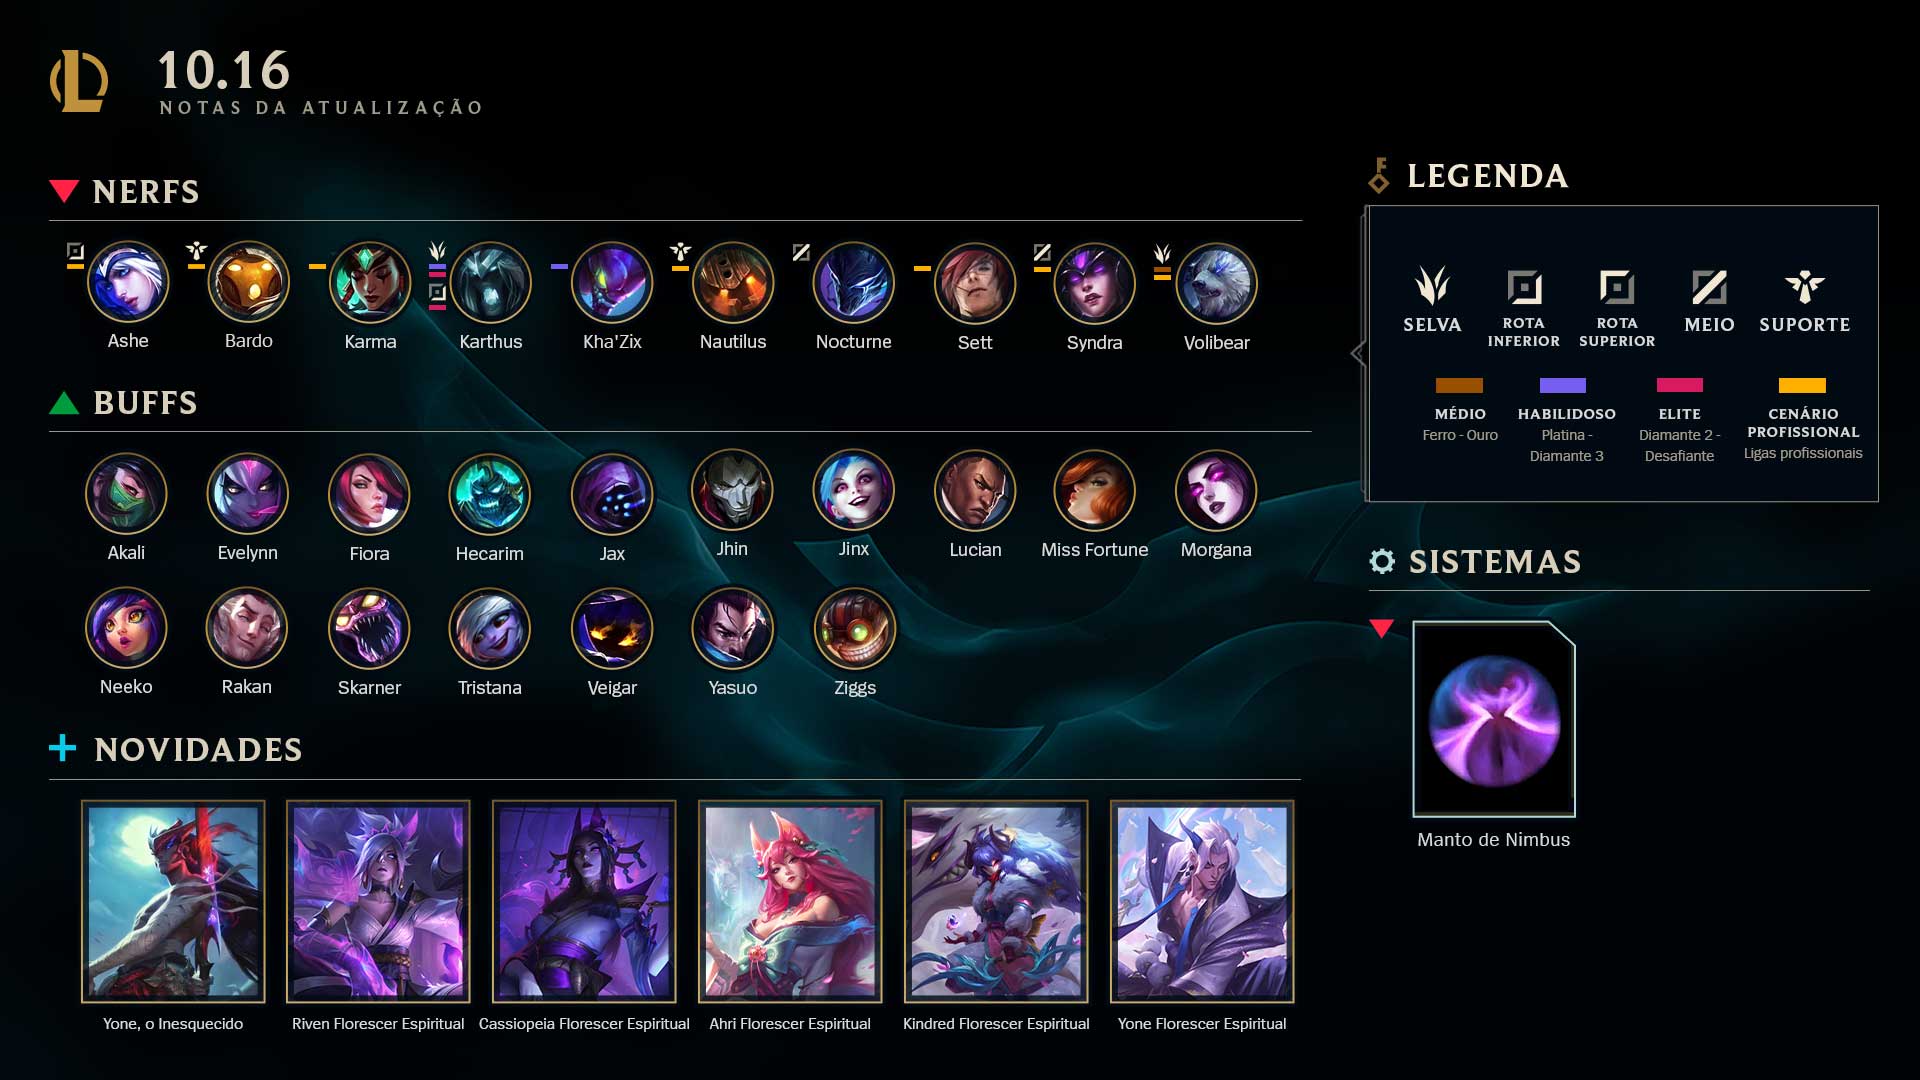 10.16
NOTAS DA ATUALIZAÇÃO
NERFS
Ashe
Bardo
Karma
Karthus
Kha'Zix
Nautilus
Nocturne
Sett
Syndra
Volibear
BUFFS
Akali
Evelynn
Fiora
Hecarim
Jax
Jhin
Jinx
Lucian
Miss Fortune
Morgana
Neeko
Rakan
Skarner
Tristana
Veigar
Yasuo
Ziggs
NOVIDADES
Yone, o Inesquecido
Riven Florescer Espiritual
Cassiopeia Florescer Espiritual
Ahri Florescer Espiritual
Kindred Florescer Espiritual
Yone Florescer Espiritual
LEGENDA
SELVA
ROTA
INFERIOR
ROTA
SUPERIOR
MEIO
SUPORTE
MÉDIO
Ferro - Ouro
HABILIDOSO
Platina -
Diamante 3
ELITE
Diamante 2 -
Desafiante
CENÁRIO
PROFISSIONAL
Ligas profissionais
SISTEMAS
Manto de Nimbus